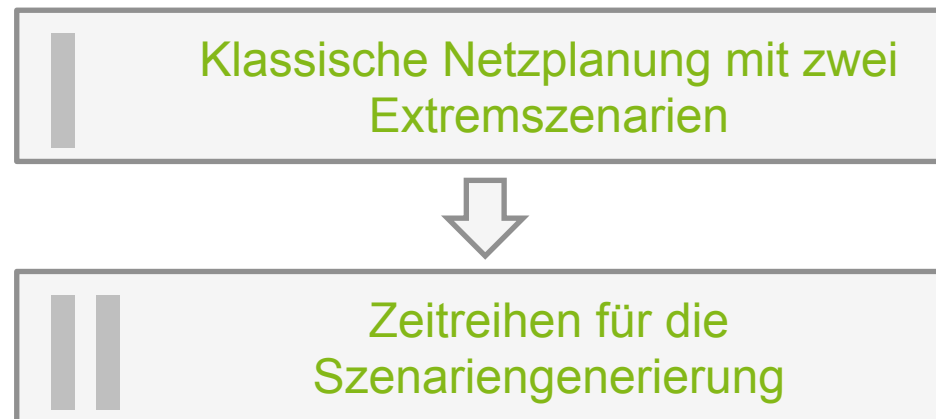 Klassische Netzplanung mit zwei
Extremszenarien
Zeitreihen für die
Szenariengenerierung